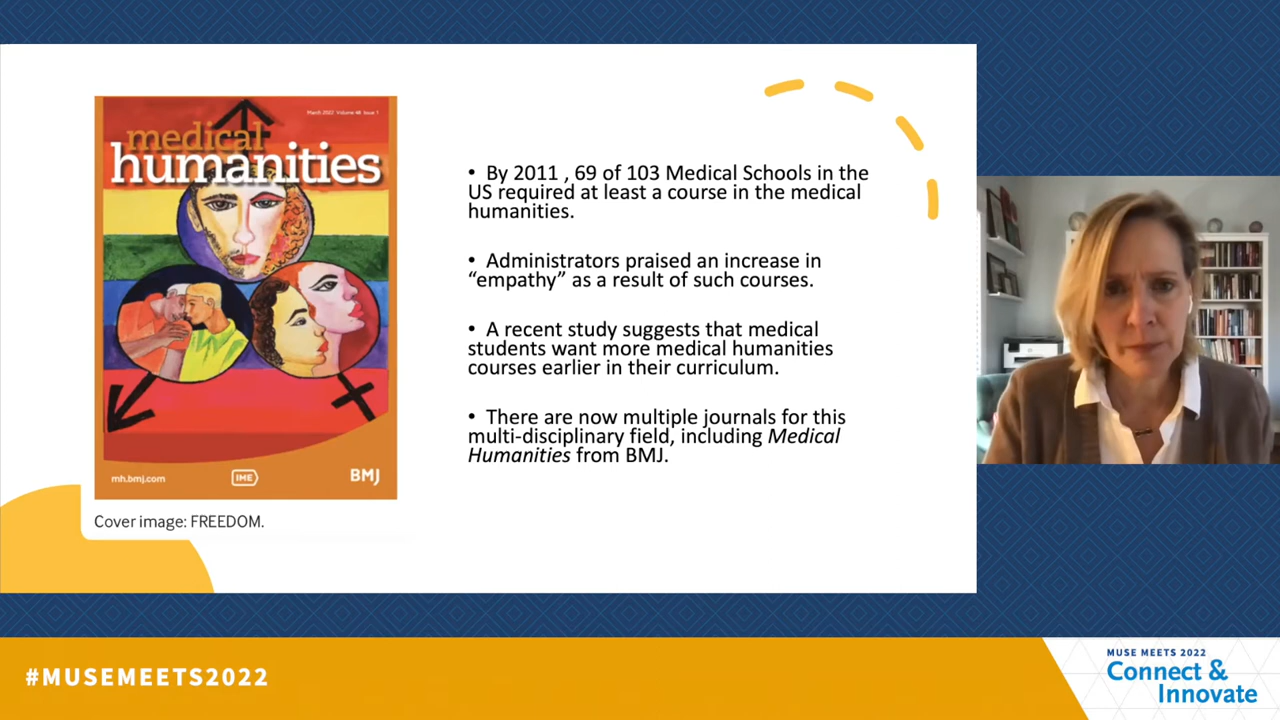 March 2022 Volume 48 Issue 1
medical
humanities
mh.bmj.com
IME
BMJ
Cover image: FREEDOM.
• By 2011 , 69 of 103 Medical Schools in the
US required at least a course in the medical
humanities.
• Administrators praised an increase in
“empathy” as a result of such courses.
• A recent study suggests that medical
students want more medical humanities
courses earlier in their curriculum.
• There are now multiple journals for this
multi-disciplinary field, including Medical
Humanities from BMJ.
#MUSEMEETS2022
MUSE MEETS 2022
Connect &
Innovate